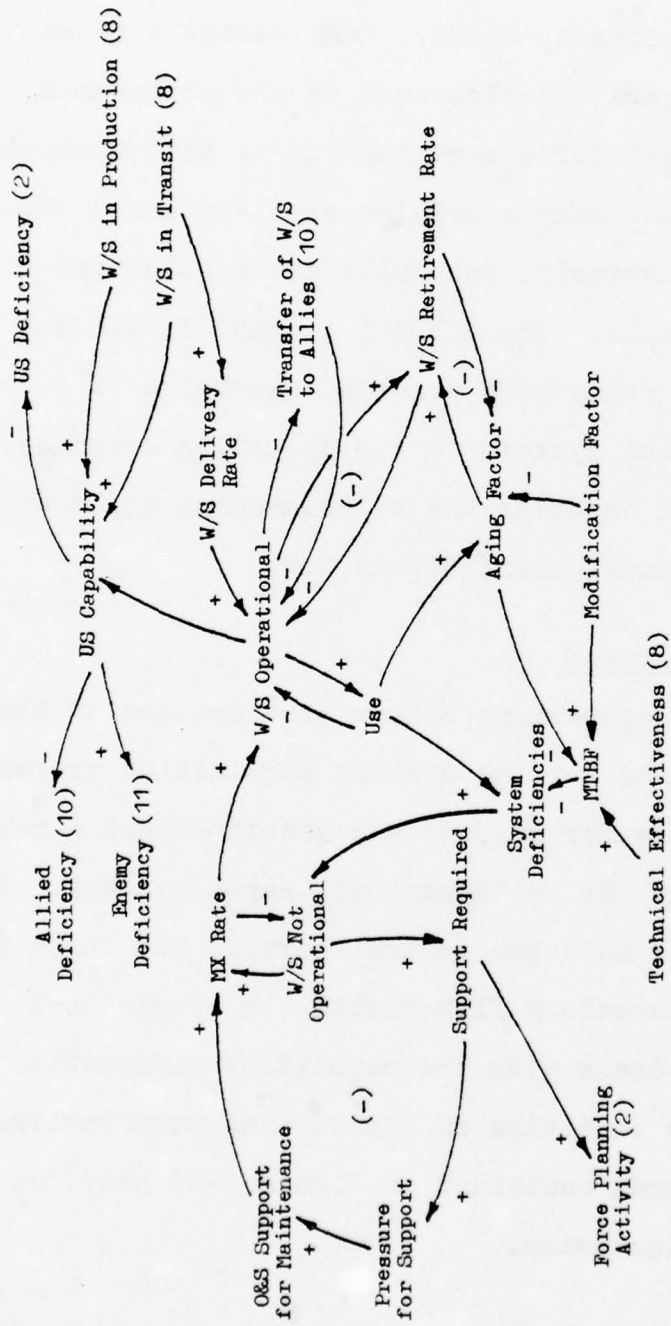 US Deficiency (2)
-
Allied
Deficiency (10)
-
US Capability
+
W/S in Production (8)
+
Enemy
Deficiency (11)
+
W/S in Transit (8)
+
W/S Delivery
Rate
+
MX Rate
+
+
W/S Operational
+
Transfer of W/S
to Allies (10)
-
-
-
(-)
O&S Support
for Maintenance
+
+
-
W/S Not
Operational
-
+
Use
W/S Retirement Rate
+
+
(-)
Pressure
for Support
+
(-)
Support Required
+
System
Deficiencies
-
Aging Factor
+
-
-
-
MTBF
+
+
Force Planning
Activity (2)
+
Technical Effectiveness (8)
Modification Factor